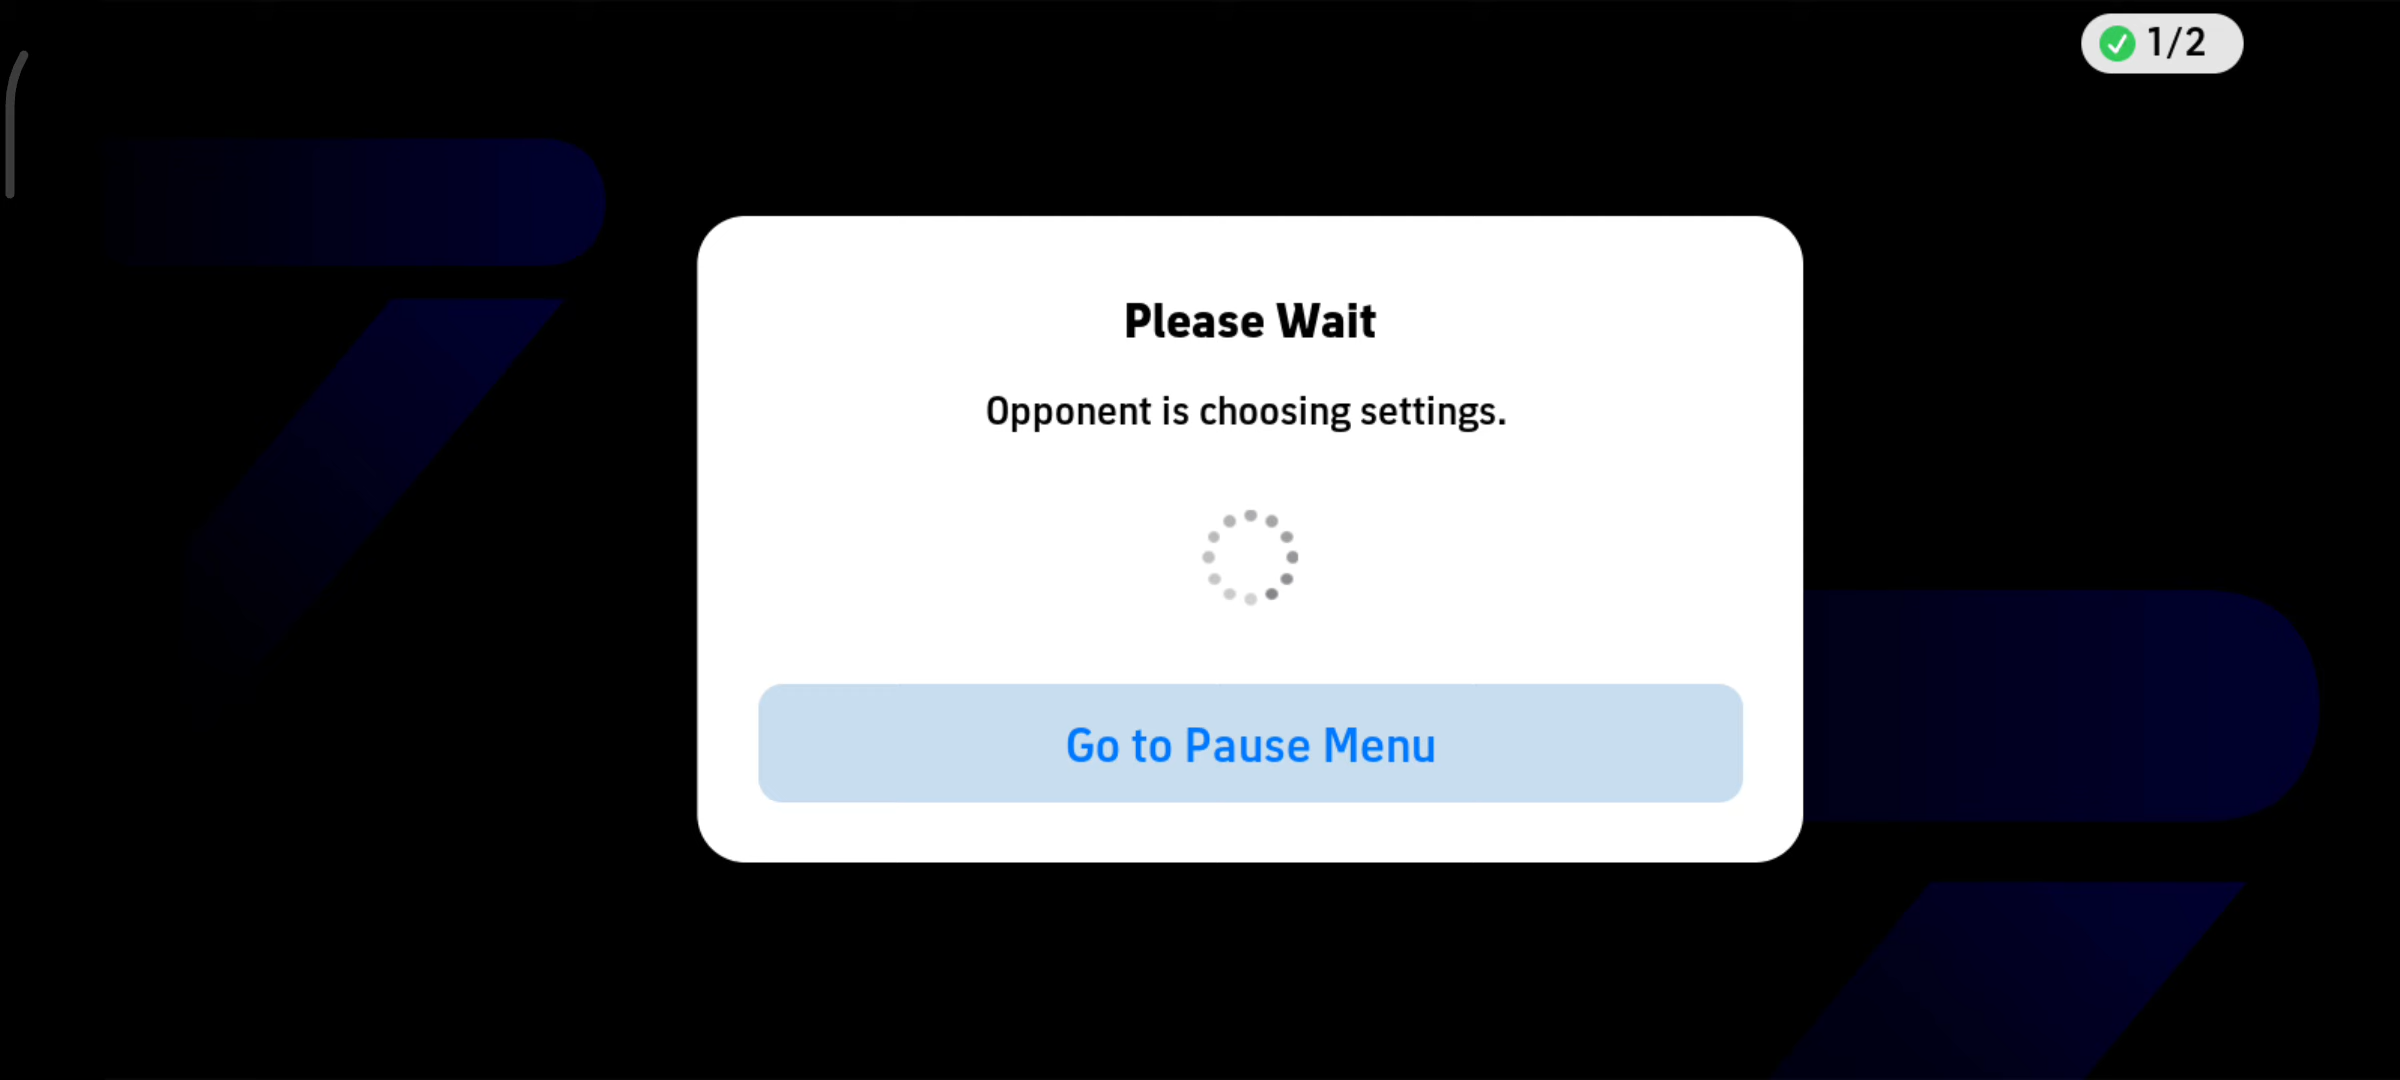 1/2
Please Wait
Opponent is choosing settings.
Go to Pause Menu